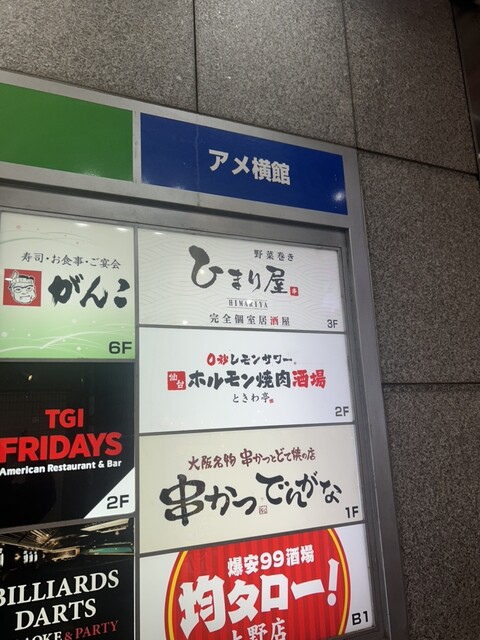 アメ横館
寿司・お食事・ご宴会
がんこ
6F
TGI
FRIDAYS
American Restaurant & Bar
2F
BILLIARDS
DARTS
& PARTY
野菜巻き
ひまり屋
HIMARIYA
完全個室居酒屋
3F
0秒レモンサワー®
仙台
ホルモン焼肉酒場
ときわ亭
2F
大阪名物 串かつとどて焼の店
串かつ でんがな
1F
爆安99酒場
均タロー!
上野店
B1